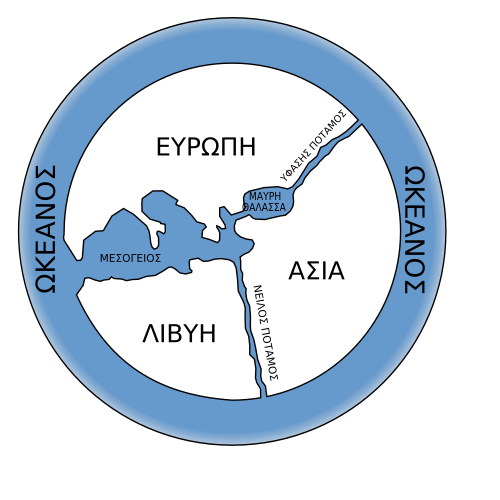 ΕΥΡΩΠΗ
ΥΦΑΣΗΣ ΠΟΤΑΜΟΣ
ΩΚΕΑΝΟΣ
ΜΑΥΡΗ
ΘΑΛΑΣΣΑ
ΩΚΕΑΝΟΣ
ΜΕΣΟΓΕΙΟΣ
ΑΣΙΑ
ΛΙΒΥΗ
ΝΕΙΛΟΣ ΠΟΤΑΜΟΣ